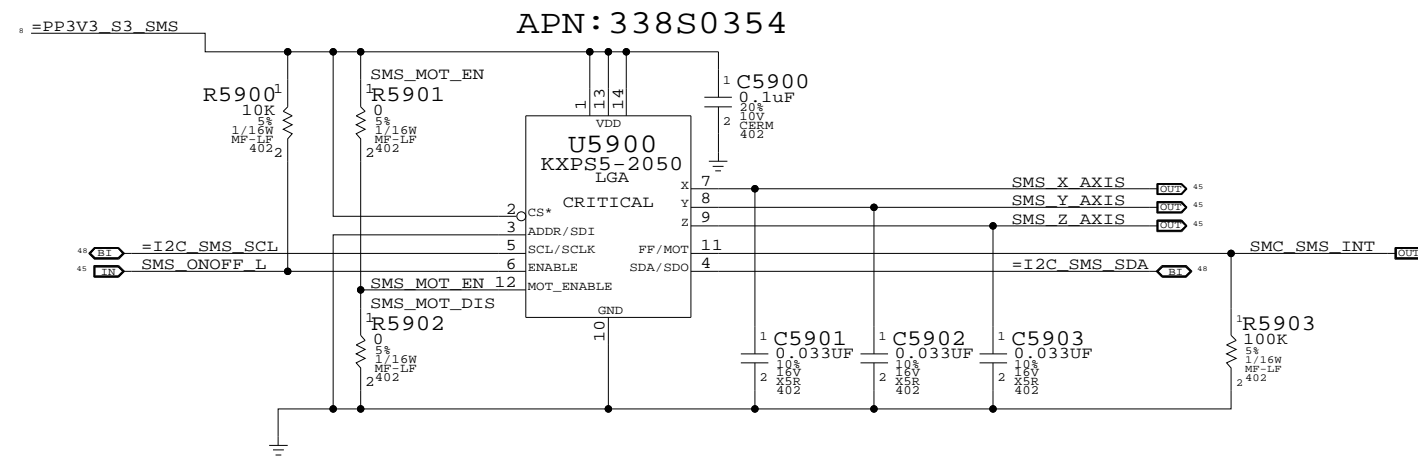 APN:338S0354
8 =PP3V3_S3_SMS
SMS_MOT_EN
R5900 1
10K
5%
1/16W
MF-LF
402 2
1 R5901
0
5%
1/16W
MF-LF
2 402
1 13 14
VDD
1 C5900
0.1uF
20%
10V
2 CERM
402
U5900
KXPS5-2050
LGA
CRITICAL
2 CS*
3 ADDR/SDI
5 SCL/SCLK
6 ENABLE
12 MOT_ENABLE
X 7 SMS_X_AXIS OUT 45
Y 8 SMS_Y_AXIS OUT 45
Z 9 SMS_Z_AXIS OUT 45
FF/MOT 11 SMC_SMS_INT OUT
SDA/SDO 4 =I2C_SMS_SDA BI 48
GND
10
48 BI =I2C_SMS_SCL
45 IN SMS_ONOFF_L
SMS_MOT_EN
SMS_MOT_DIS
1 R5902
0
5%
1/16W
MF-LF
2 402
1 C5901
0.033UF
10%
16V
2 X5R
402
1 C5902
0.033UF
10%
16V
2 X5R
402
1 C5903
0.033UF
10%
16V
2 X5R
402
1 R5903
100K
5%
1/16W
MF-LF
2 402